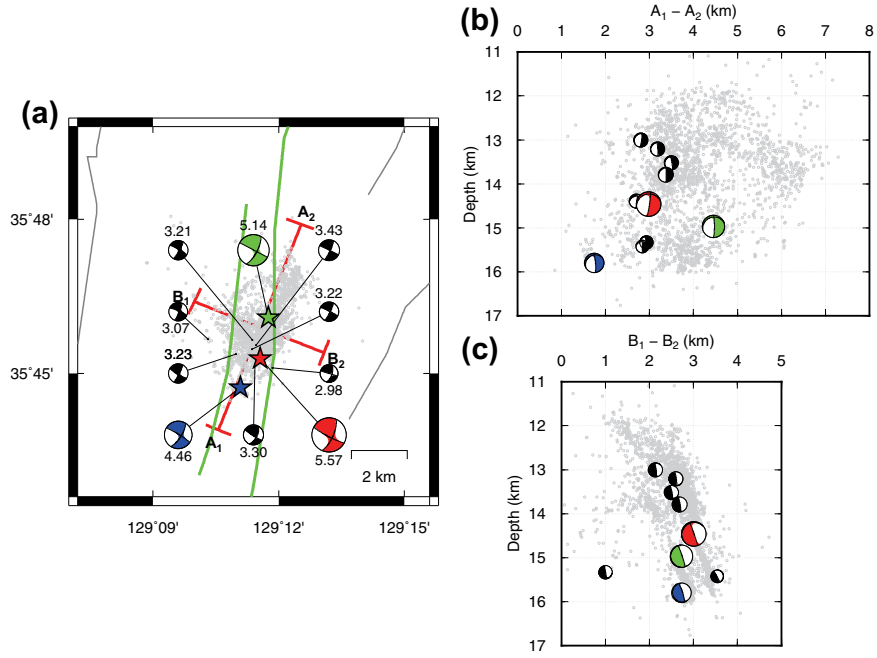 (a)
35˚48'
35˚45'
129˚09'
129˚12'
129˚15'
3.21
5.14
A2
3.43
B1
3.07
3.22
3.23
B2
2.98
4.46
A1
3.30
5.57
2 km
(b)
A1 − A2 (km)
0 1 2 3 4 5 6 7 8
Depth (km)
11
12
13
14
15
16
17
(c)
B1 − B2 (km)
0 1 2 3 4 5
Depth (km)
11
12
13
14
15
16
17